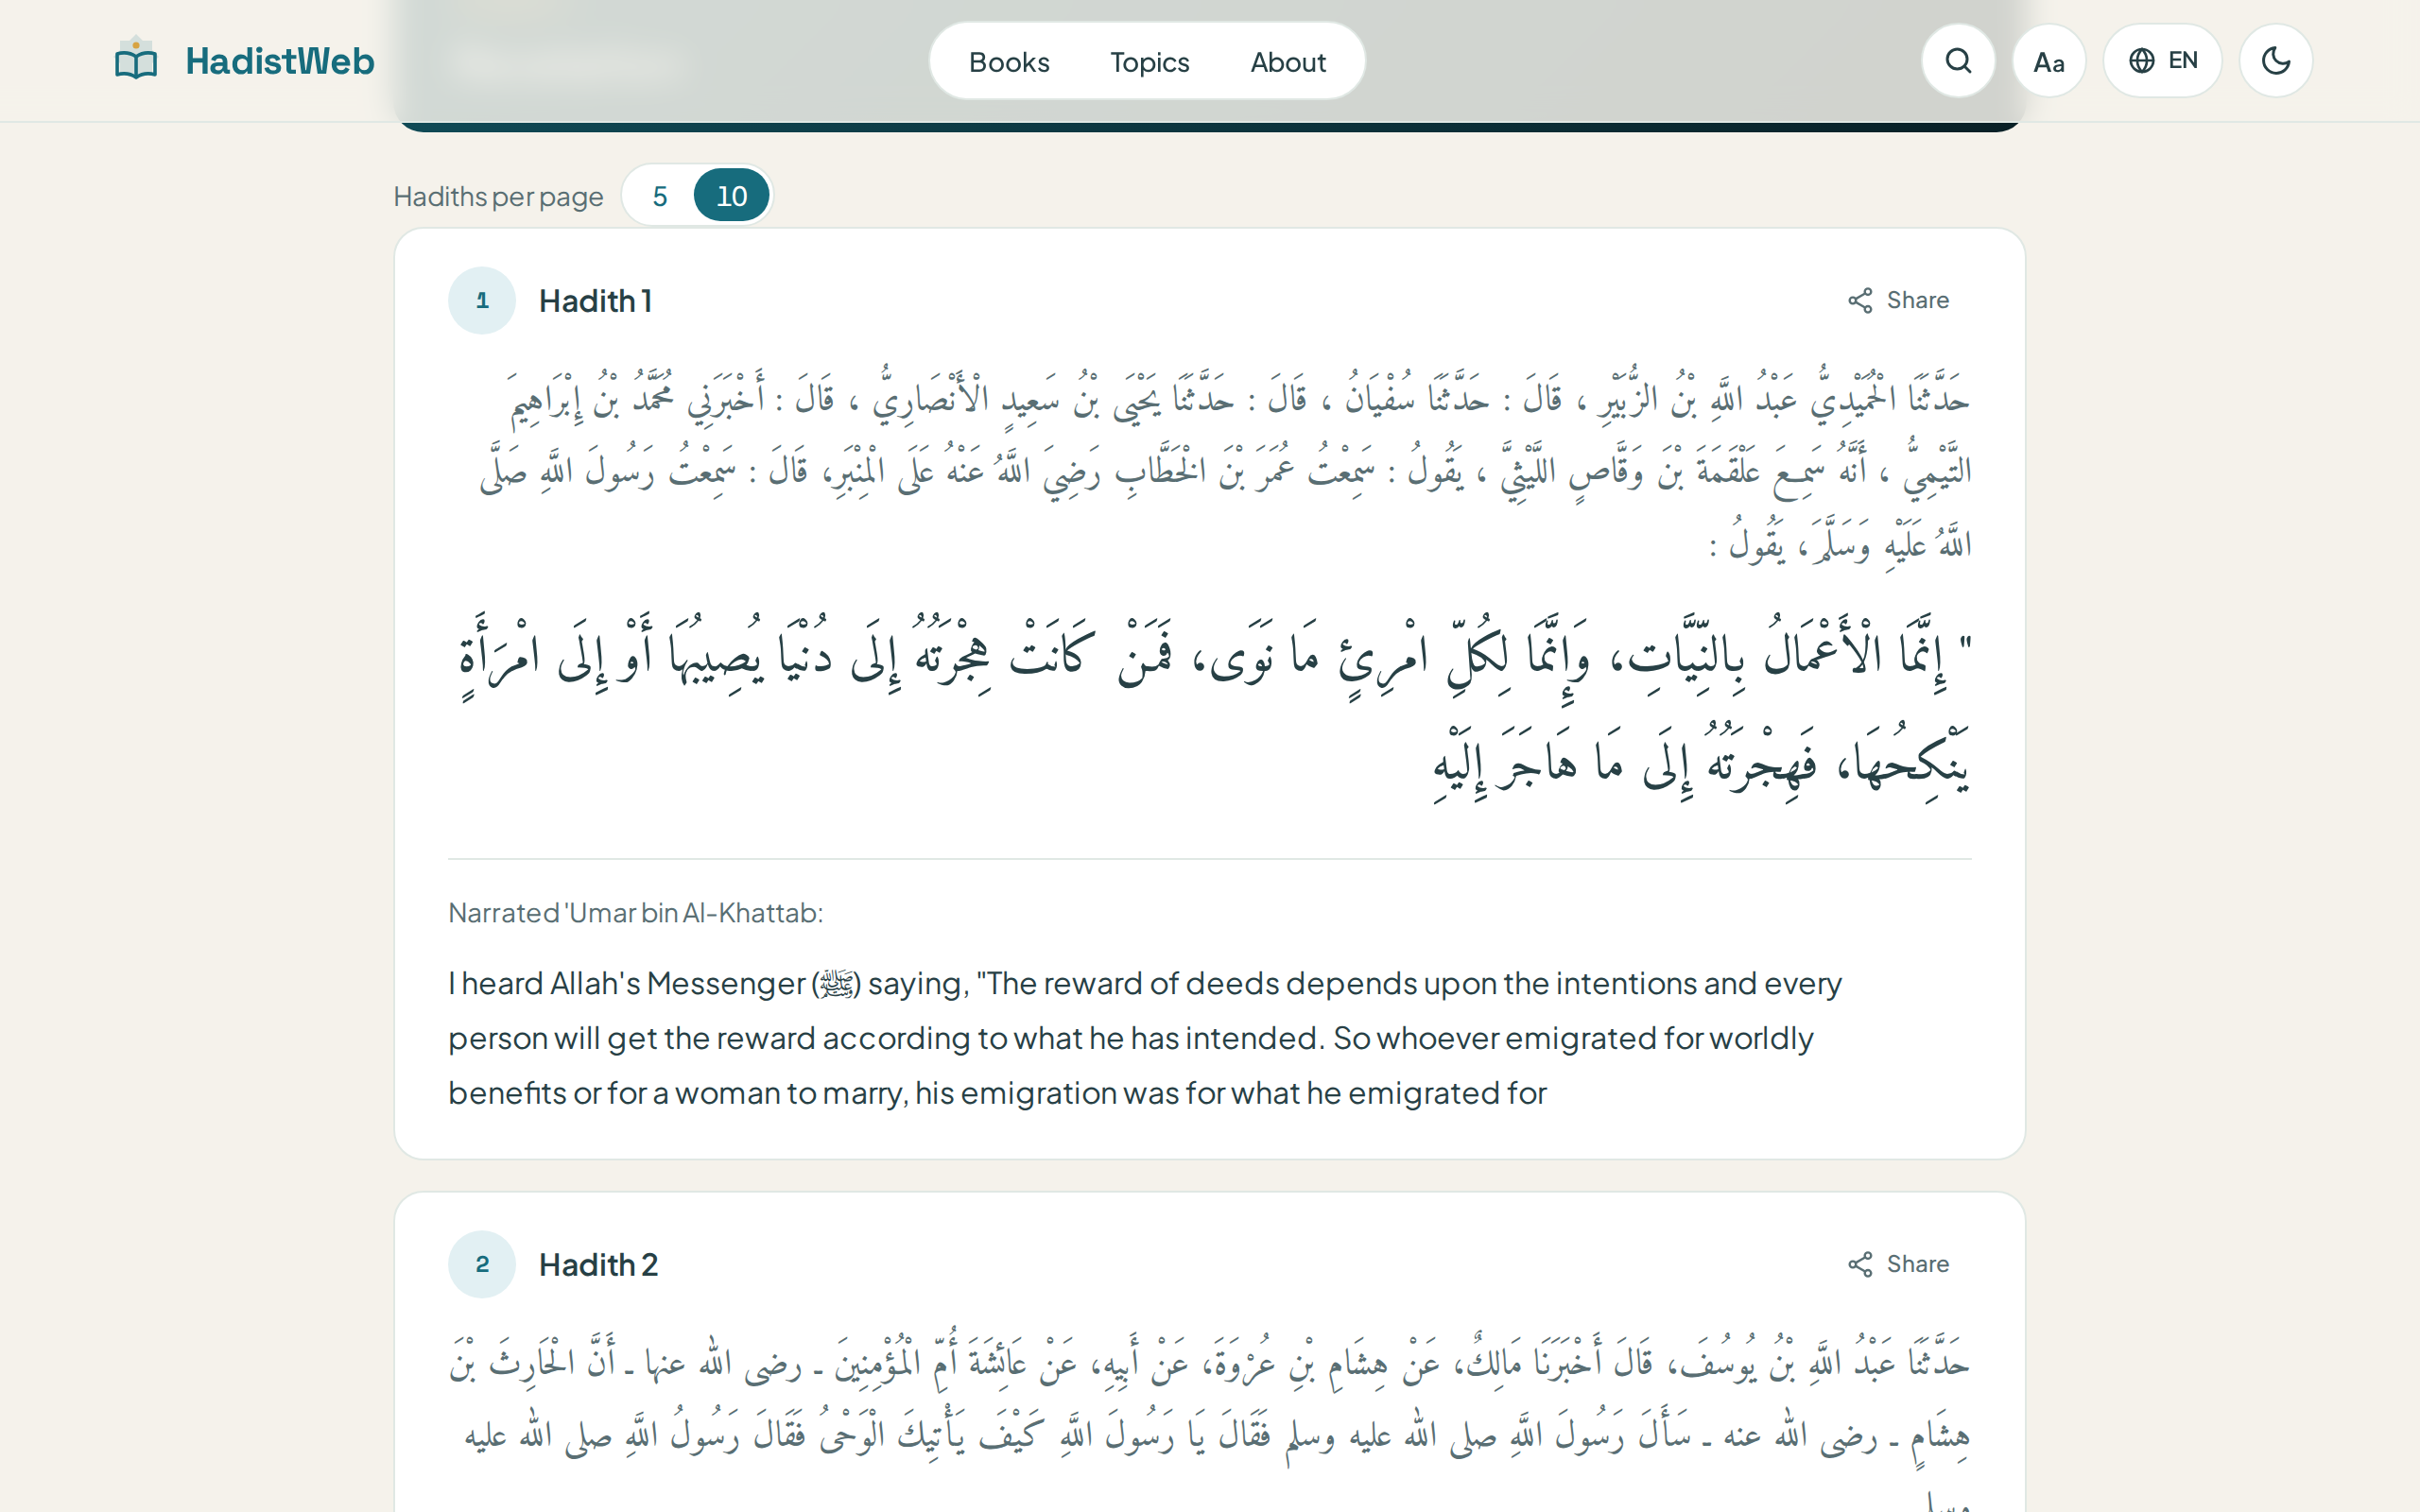 HadistWeb
Books Topics About
Aa EN
Hadiths per page 5 10
1 Hadith 1 Share
حَدَّثَنَا الْحُمَيْدِيُّ عَبْدُ اللَّهِ بْنُ الزُّبَيْرِ ، قَالَ : حَدَّثَنَا سُفْيَانُ ، قَالَ : حَدَّثَنَا يَحْيَى بْنُ سَعِيدٍ الْأَنْصَارِيُّ ، قَالَ : أَخْبَرَنِي مُحَمَّدُ بْنُ إِبْرَاهِيمَ
التَّيْمِيُّ ، أَنَّهُ سَمِعَ عَلْقَمَةَ بْنَ وَقَّاصٍ اللَّيْثِيَّ ، يَقُولُ : سَمِعْتُ عُمَرَ بْنَ الْخَطَّابِ رَضِيَ اللَّهُ عَنْهُ عَلَى الْمِنْبَرِ، قَالَ : سَمِعْتُ رَسُولَ اللَّهِ صَلَّى
اللَّهُ عَلَيْهِ وَسَلَّمَ، يَقُولُ :
" إِنَّمَا الْأَعْمَالُ بِالنِّيَّاتِ، وَإِنَّمَا لِكُلِّ امْرِئٍ مَا نَوَى، فَمَنْ كَانَتْ هِجْرَتُهُ إِلَى دُنْيَا يُصِيبُهَا أَوْ إِلَى امْرَأَةٍ
يَنْكِحُهَا، فَهِجْرَتُهُ إِلَى مَا هَاجَرَ إِلَيْهِ
Narrated 'Umar bin Al-Khattab:
I heard Allah's Messenger (ﷺ) saying, "The reward of deeds depends upon the intentions and every
person will get the reward according to what he has intended. So whoever emigrated for worldly
benefits or for a woman to marry, his emigration was for what he emigrated for
2 Hadith 2 Share
حَدَّثَنَا عَبْدُ اللَّهِ بْنُ يُوسُفَ، قَالَ أَخْبَرَنَا مَالِكٌ، عَنْ هِشَامِ بْنِ عُرْوَةَ، عَنْ أَبِيهِ، عَنْ عَائِشَةَ أُمِّ الْمُؤْمِنِينَ ـ رضى الله عنها ـ أَنَّ الْحَارِثَ بْنَ
هِشَامٍ ـ رضى الله عنه ـ سَأَلَ رَسُولَ اللَّهِ صلى الله عليه وسلم فَقَالَ يَا رَسُولَ اللَّهِ كَيْفَ يَأْتِيكَ الْوَحْىُ فَقَالَ رَسُولُ اللَّهِ صلى الله عليه